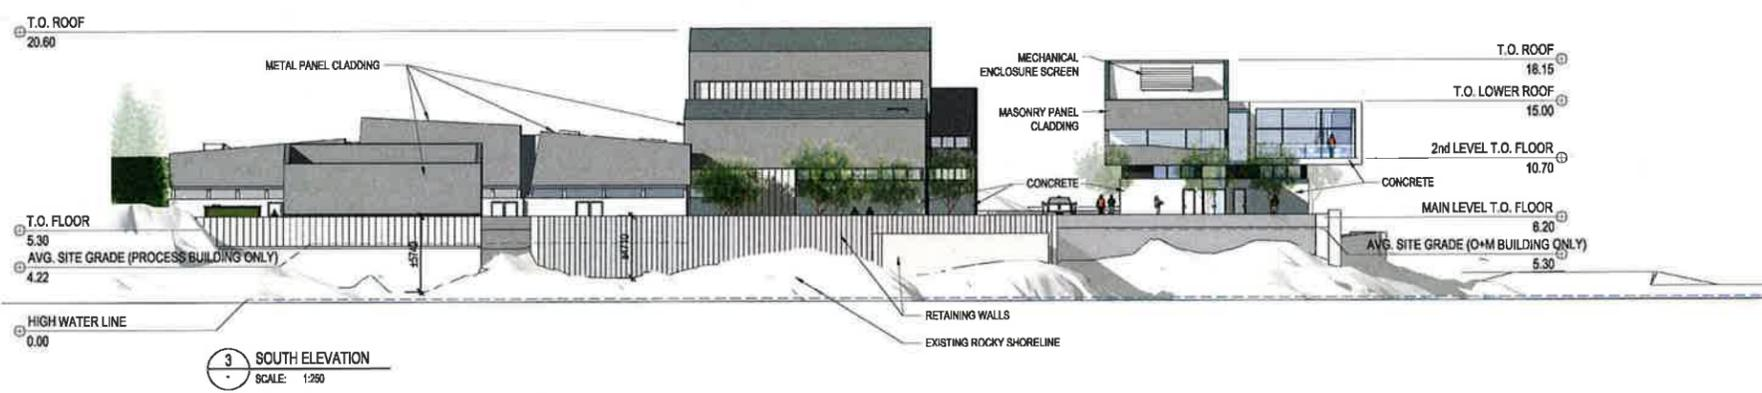 T.O. ROOF
20.60
METAL PANEL CLADDING
MECHANICAL
ENCLOSURE SCREEN
MASONRY PANEL
CLADDING
T.O. ROOF
18.15
T.O. LOWER ROOF
15.00
2nd LEVEL T.O. FLOOR
10.70
CONCRETE
CONCRETE
MAIN LEVEL T.O. FLOOR
6.20
AVG. SITE GRADE (O+M BUILDING ONLY)
5.30
T.O. FLOOR
5.30
AVG. SITE GRADE (PROCESS BUILDING ONLY)
4.22
±5740
±4710
HIGH WATER LINE
0.00
RETAINING WALLS
EXISTING ROCKY SHORELINE
3 SOUTH ELEVATION
- SCALE: 1:250